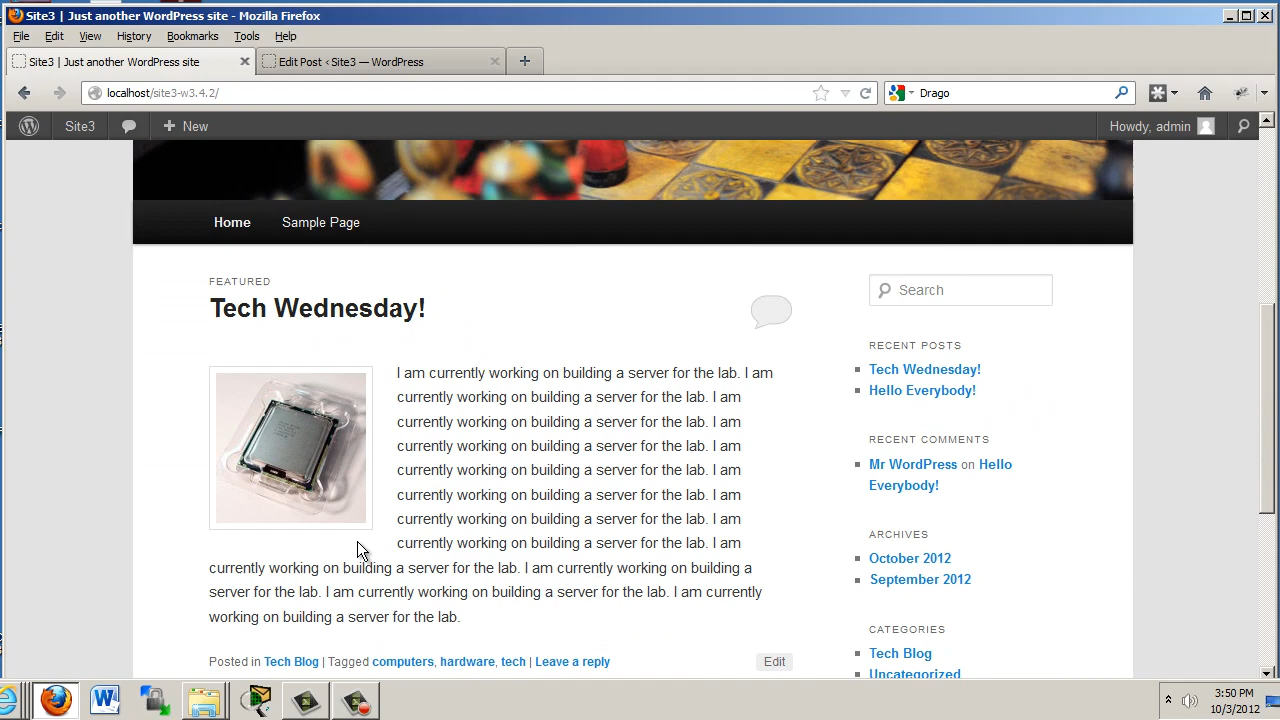 Site3 | Just another WordPress site - Mozilla Firefox
File Edit View History Bookmarks Tools Help
Site3 | Just another WordPress site Edit Post ‹ Site3 — WordPress
localhost/site3-w3.4.2/ Drago
Site3 New Howdy, admin
Home Sample Page
FEATURED
Tech Wednesday!
I am currently working on building a server for the lab. I am
currently working on building a server for the lab. I am
currently working on building a server for the lab. I am
currently working on building a server for the lab. I am
currently working on building a server for the lab. I am
currently working on building a server for the lab. I am
currently working on building a server for the lab. I am
currently working on building a server for the lab. I am
currently working on building a server for the lab. I am currently working on building a
server for the lab. I am currently working on building a server for the lab. I am currently
working on building a server for the lab.
Posted in Tech Blog | Tagged computers, hardware, tech | Leave a reply Edit
Search
RECENT POSTS
Tech Wednesday!
Hello Everybody!
RECENT COMMENTS
Mr WordPress on Hello
Everybody!
ARCHIVES
October 2012
September 2012
CATEGORIES
Tech Blog
Uncategorized
3:50 PM
10/3/2012